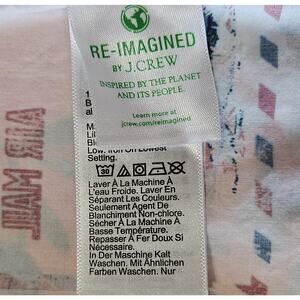 RE-IMAGINED
BY J.CREW
INSPIRED BY THE PLANET
AND ITS PEOPLE.
Learn more at
jcrew.com/reimagined
Low. Iron On Lowest
Setting.
30
Laver À La Machine À
L'eau Froide. Laver En
Séparant Les Couleurs.
Seulement Agent De
Blanchiment Non-chlore.
Sécher À La Machine À
Basse Température.
Repasser À Fer Doux Si
Nécessaire.
In Der Maschine Kalt
Waschen. Mit Ähnlichen
Farben Waschen. Nur
AIR MAIL